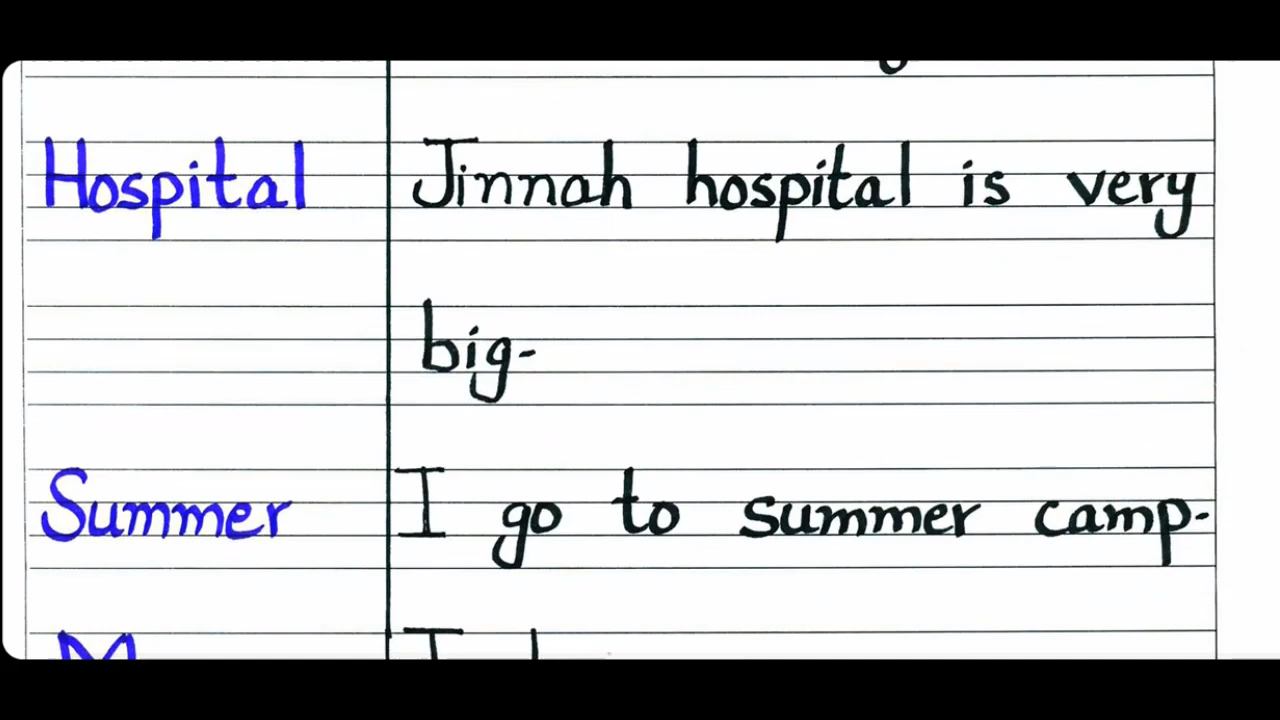 Hospital Jinnah hospital is very
big-
Summer I go to summer camp.